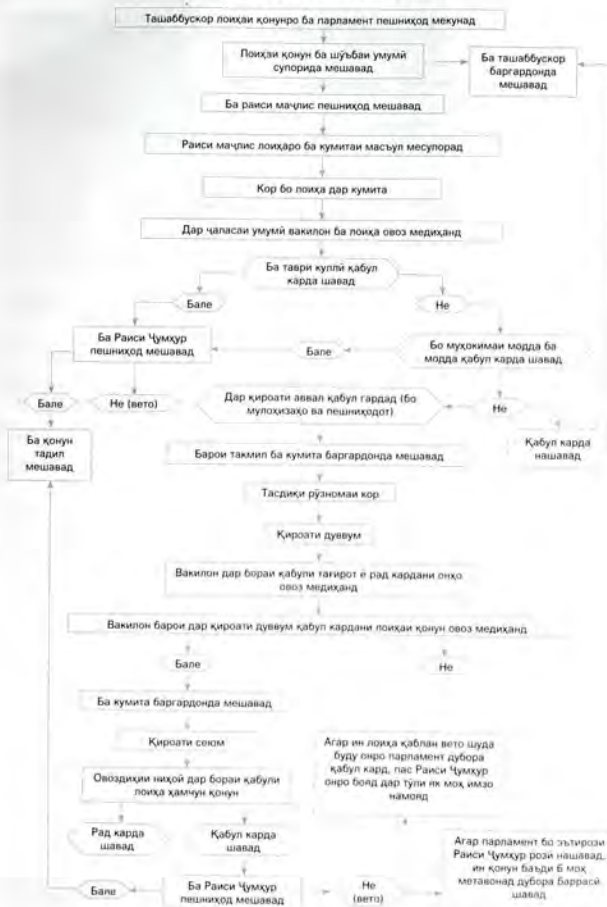 Ташаббускор лоиҳаи қонунро ба парламент пешниҳод мекунад
Лоиҳаи қонун ба шӯъбаи умумӣ
супорида мешавад
Ба ташаббускор
баргардонда
мешавад
Ба раиси маҷлис пешниҳод мешавад
Раиси маҷлис лоиҳаро ба кумитаи масъул месупорад
Кор бо лоиҳа дар кумита
Дар ҷаласаи умумӣ вакилон ба лоиҳа овоз медиҳанд
Ба таври куллӣ қабул
карда шавад
Бале
Не
Ба Раиси Ҷумҳур
пешниҳод мешавад
Бале
Бо муҳокимаи модда ба
модда қабул карда шавад
Бале
Не (вето)
Дар қироати аввал қабул гардад (бо
мулоҳизаҳо ва пешниҳодот)
Не
Ба қонун
тадил
мешавад
Қабул карда
нашавад
Барои такмил ба кумита баргардонда мешавад
Тасдиқи рӯзномаи кор
Қироати дуввум
Вакилон дар бораи қабули тағирот ё рад кардани онҳо
овоз медиҳанд
Вакилон барои дар қироати дуввум қабул кардани лоиҳаи қонун овоз медиҳанд
Бале
Не
Ба кумита баргардонда мешавад
Қироати сеюм
Овоздиҳии ниҳоӣ дар бораи қабули
лоиҳа ҳамчун қонун
Агар ин лоиҳа қаблан вето шуда
буду онро парламент дубора
қабул кард, пас Раиси Ҷумҳур
онро бояд дар тӯли як моҳ имзо
намояд
Рад карда
шавад
Қабул карда
шавад
Бале
Ба Раиси Ҷумҳур
пешниҳод мешавад
Не
(вето)
Агар парламент бо эътирози
Раиси Ҷумҳур розӣ нашавад,
ин қонун баъди 6 моҳ
метавонад дубора баррасӣ
шавад